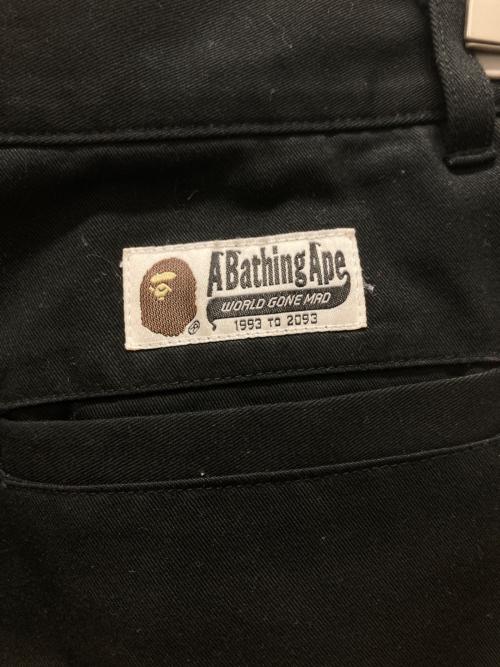 A Bathing Ape
WORLD GONE MAD
1993 TO 2093
®